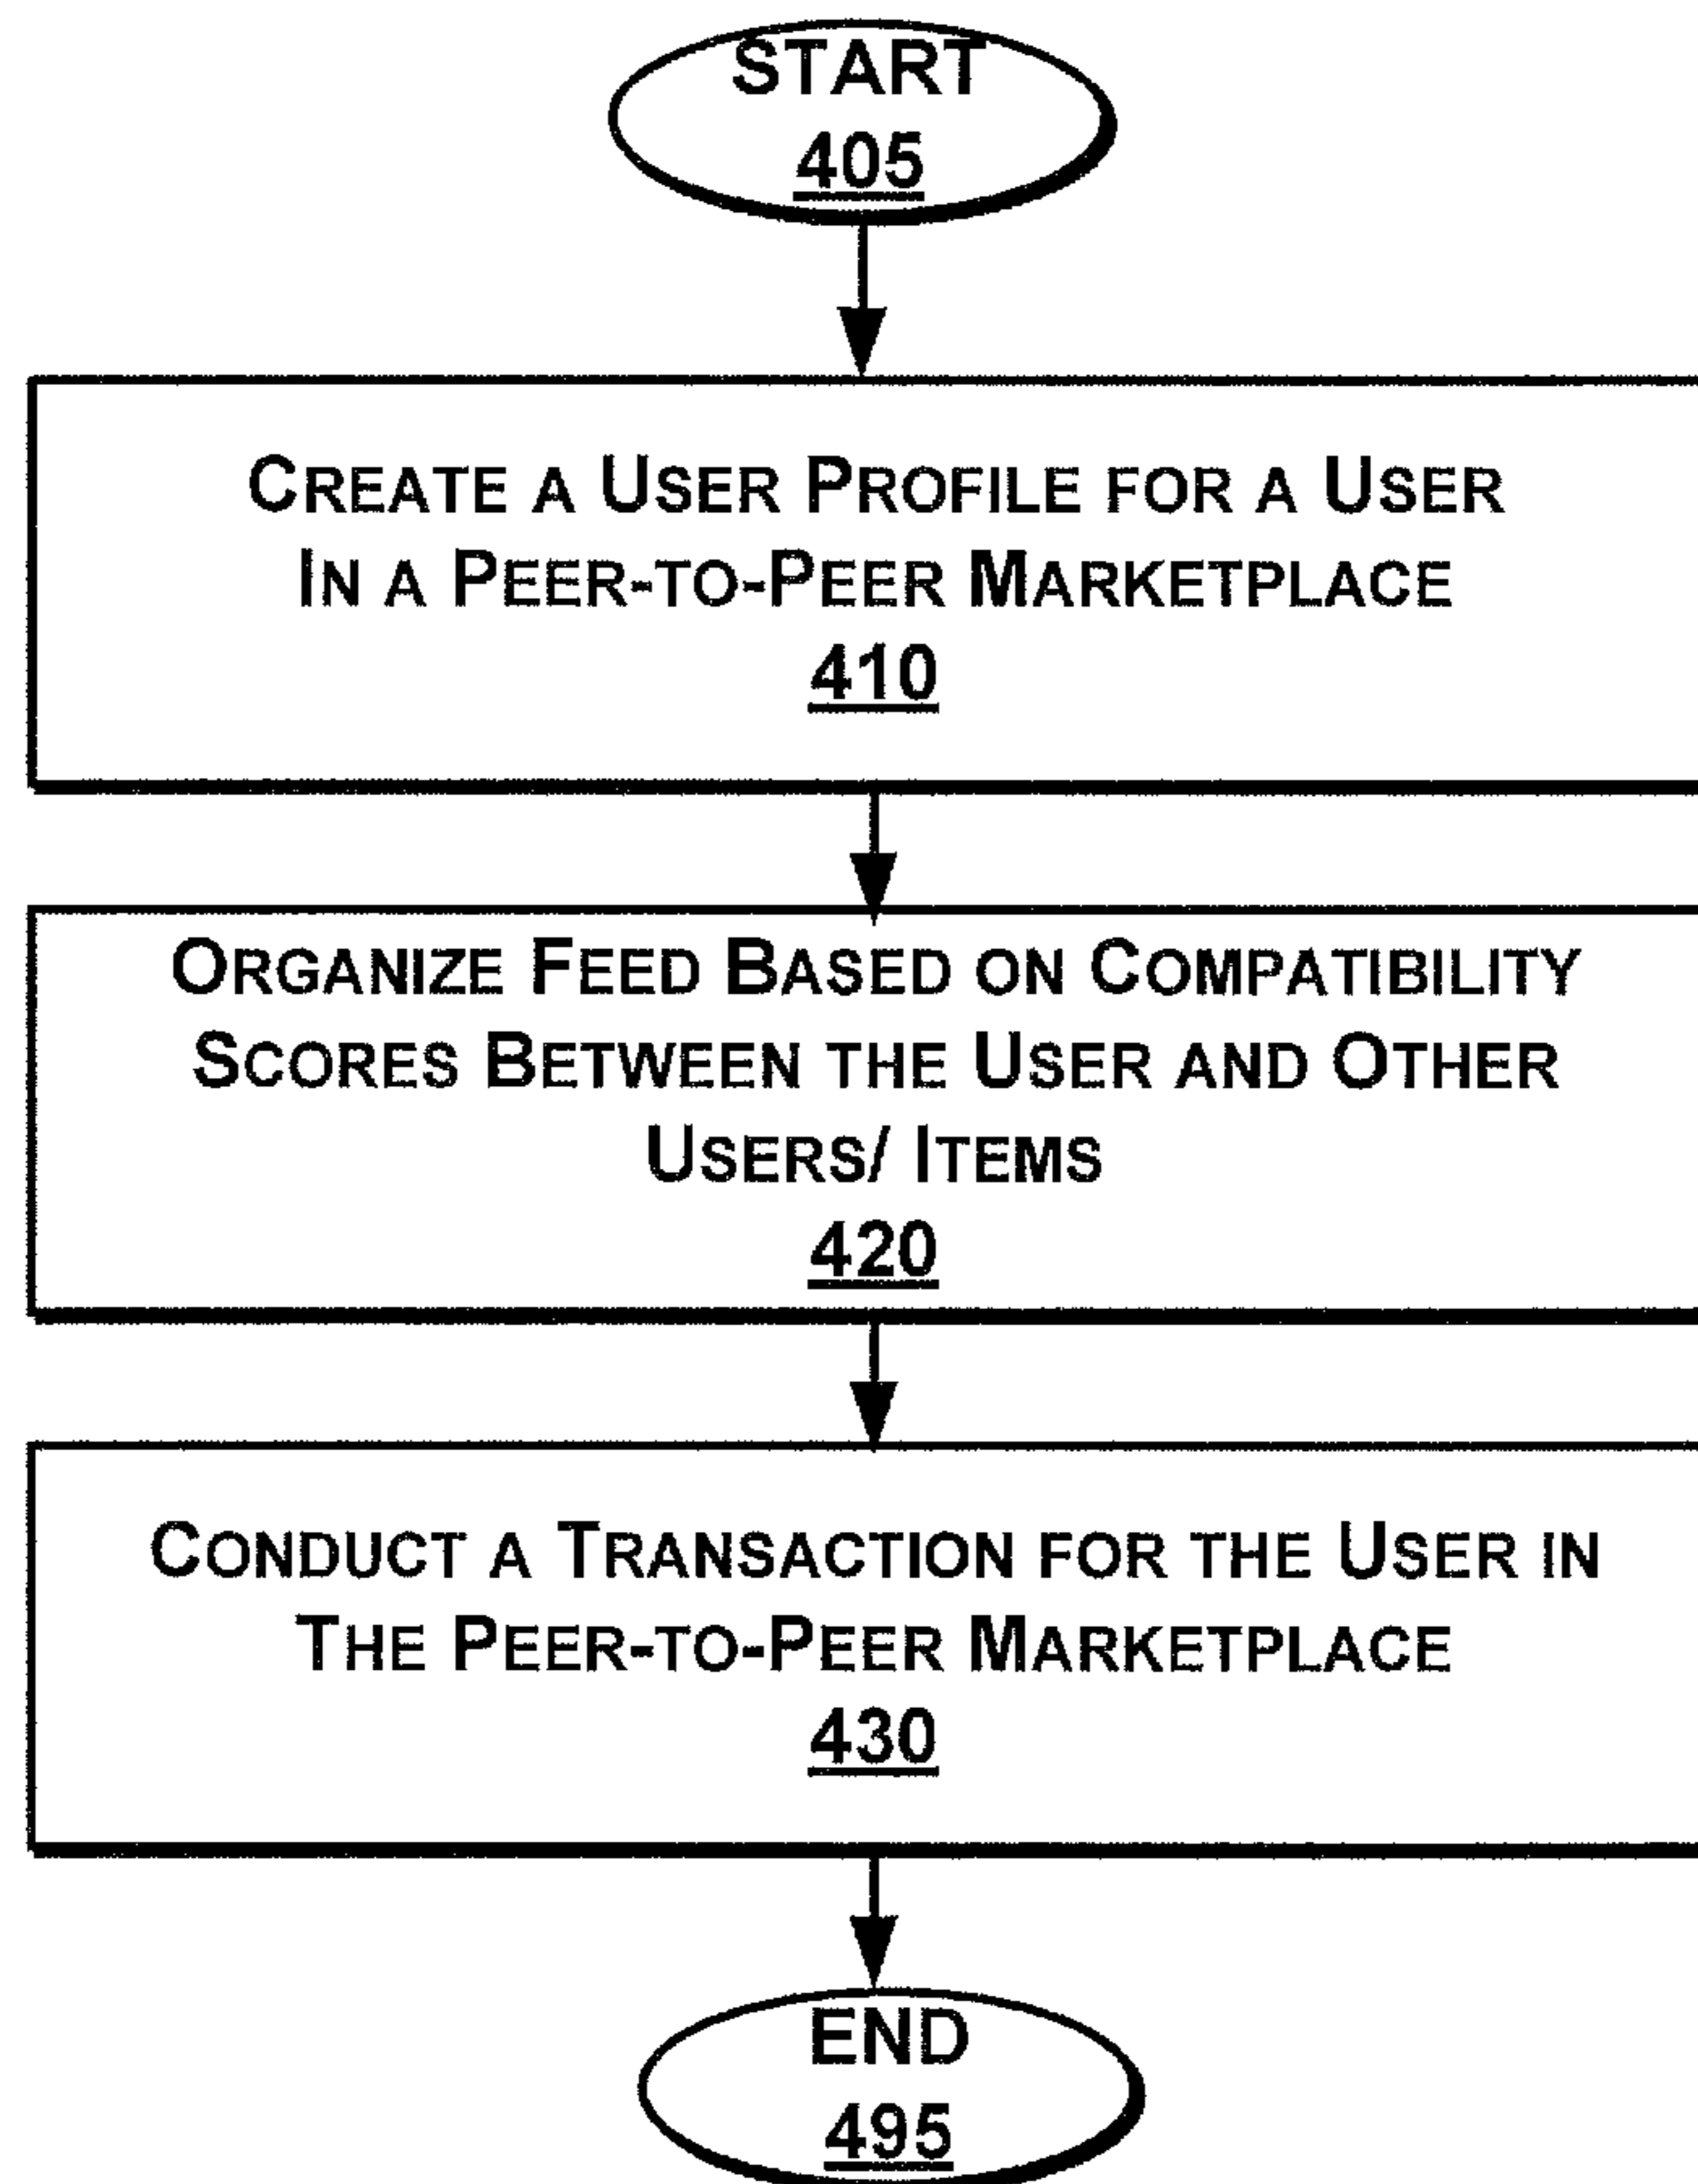 START
405
CREATE A USER PROFILE FOR A USER
IN A PEER-TO-PEER MARKETPLACE
410
ORGANIZE FEED BASED ON COMPATIBILITY
SCORES BETWEEN THE USER AND OTHER
USERS/ ITEMS
420
CONDUCT A TRANSACTION FOR THE USER IN
THE PEER-TO-PEER MARKETPLACE
430
END
495